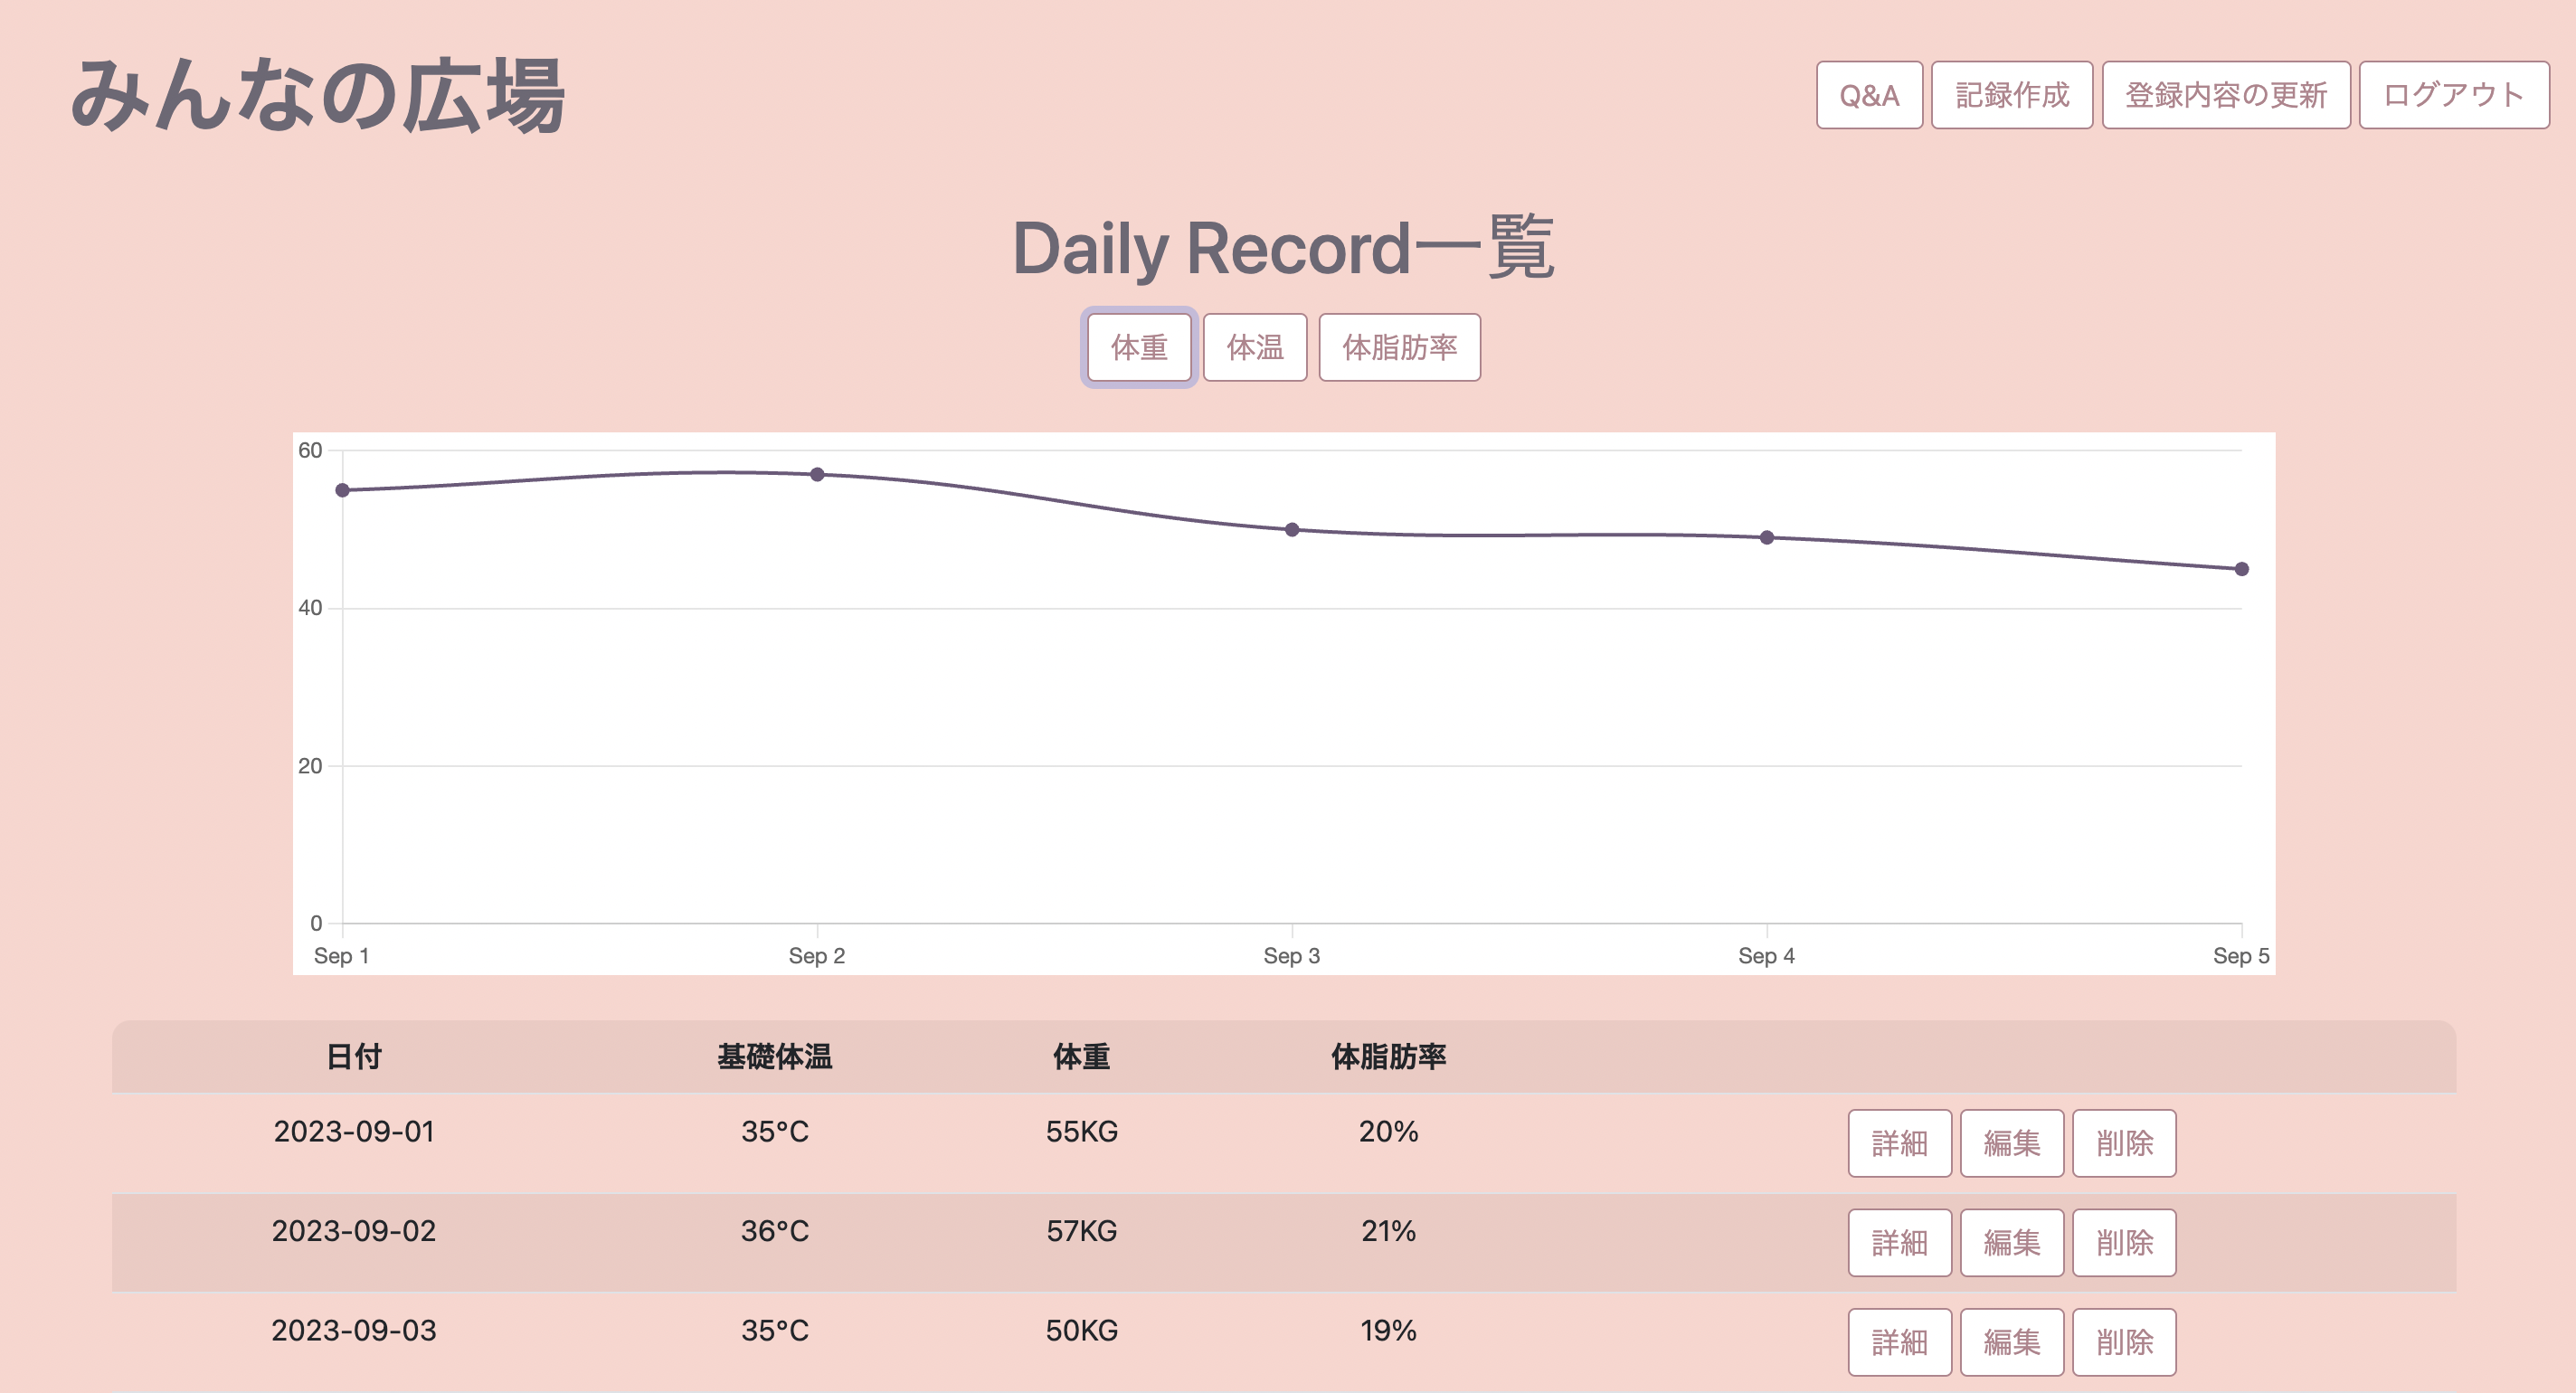 みんなの広場
Q&A 記録作成 登録内容の更新 ログアウト
Daily Record一覧
体重 体温 体脂肪率
60
40
20
0
Sep 1 Sep 2 Sep 3 Sep 4 Sep 5
日付 基礎体温 体重 体脂肪率
2023-09-01 35°C 55KG 20% 詳細 編集 削除
2023-09-02 36°C 57KG 21% 詳細 編集 削除
2023-09-03 35°C 50KG 19% 詳細 編集 削除